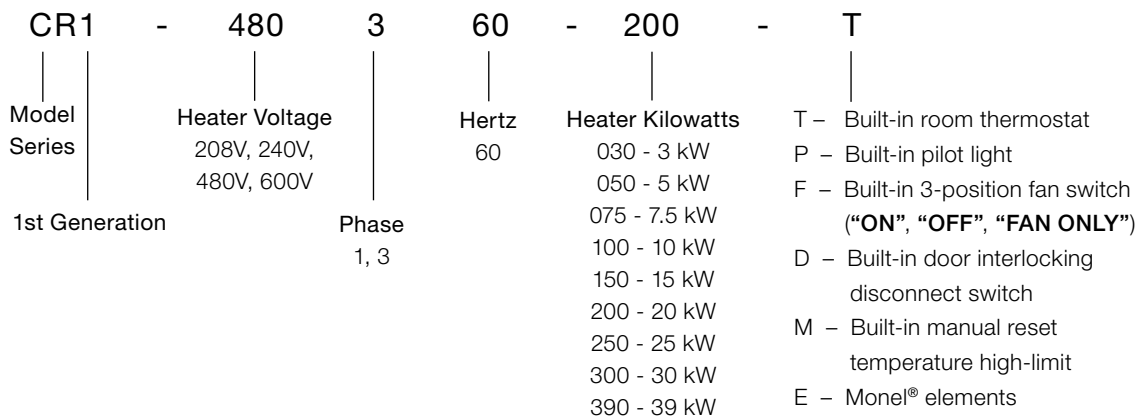 CR1 - 480 3 60 - 200 - T
Model
Series
1st Generation
Heater Voltage
208V, 240V,
480V, 600V
Phase
1, 3
Hertz
60
Heater Kilowatts
030 - 3 kW
050 - 5 kW
075 - 7.5 kW
100 - 10 kW
150 - 15 kW
200 - 20 kW
250 - 25 kW
300 - 30 kW
390 - 39 kW
T – Built-in room thermostat
P – Built-in pilot light
F – Built-in 3-position fan switch
(“ON”, “OFF”, “FAN ONLY”)
D – Built-in door interlocking
disconnect switch
M – Built-in manual reset
temperature high-limit
E – Monel® elements